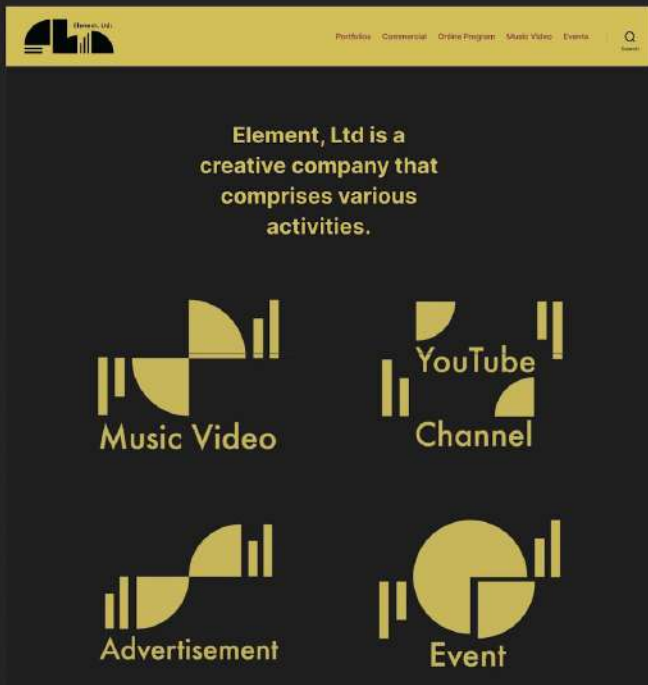 Element, Ltd.
Portfolios Commercial Online Program Music Video Events
Search
Element, Ltd is a
creative company that
comprises various
activities.
Music Video
YouTube
Channel
Advertisement
Event